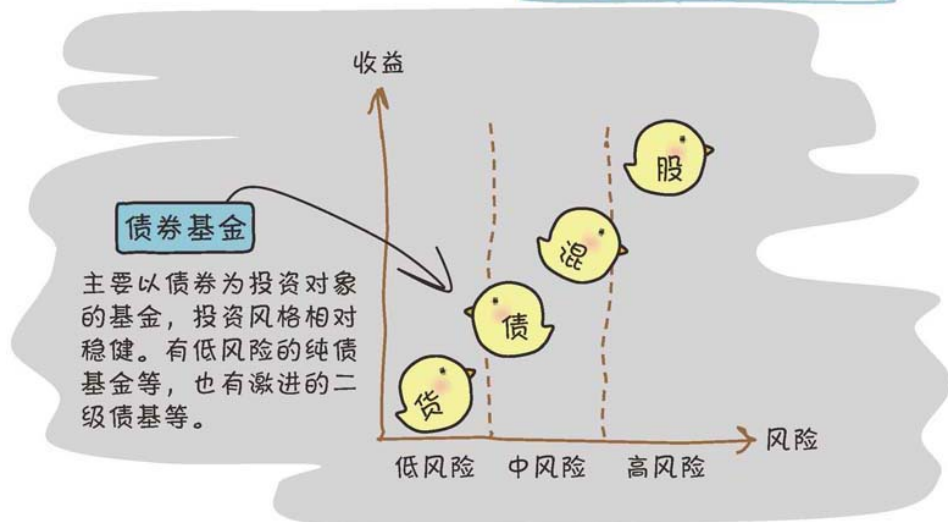 收益
股
混
债券基金
主要以债券为投资对象
的基金，投资风格相对
稳健。有低风险的纯债
基金等，也有激进的二
级债基等。
债
货
风险
低风险 中风险 高风险